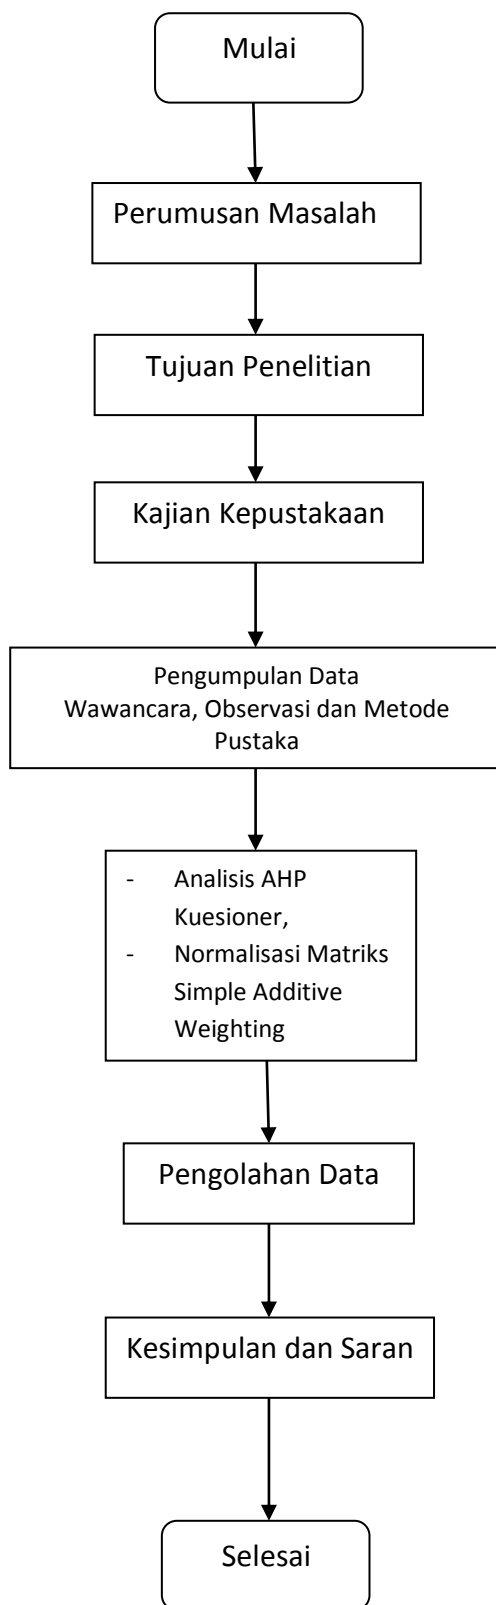 Mulai
Perumusan Masalah
Tujuan Penelitian
Kajian Kepustakaan
Pengumpulan Data
Wawancara, Observasi dan Metode
Pustaka
- Analisis AHP
Kuesioner,
- Normalisasi Matriks
Simple Additive
Weighting
Pengolahan Data
Kesimpulan dan Saran
Selesai